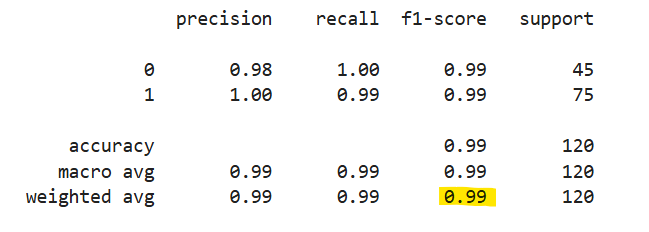 precision recall f1-score support
0 0.98 1.00 0.99 45
1 1.00 0.99 0.99 75
accuracy 0.99 120
macro avg 0.99 0.99 0.99 120
weighted avg 0.99 0.99 0.99 120